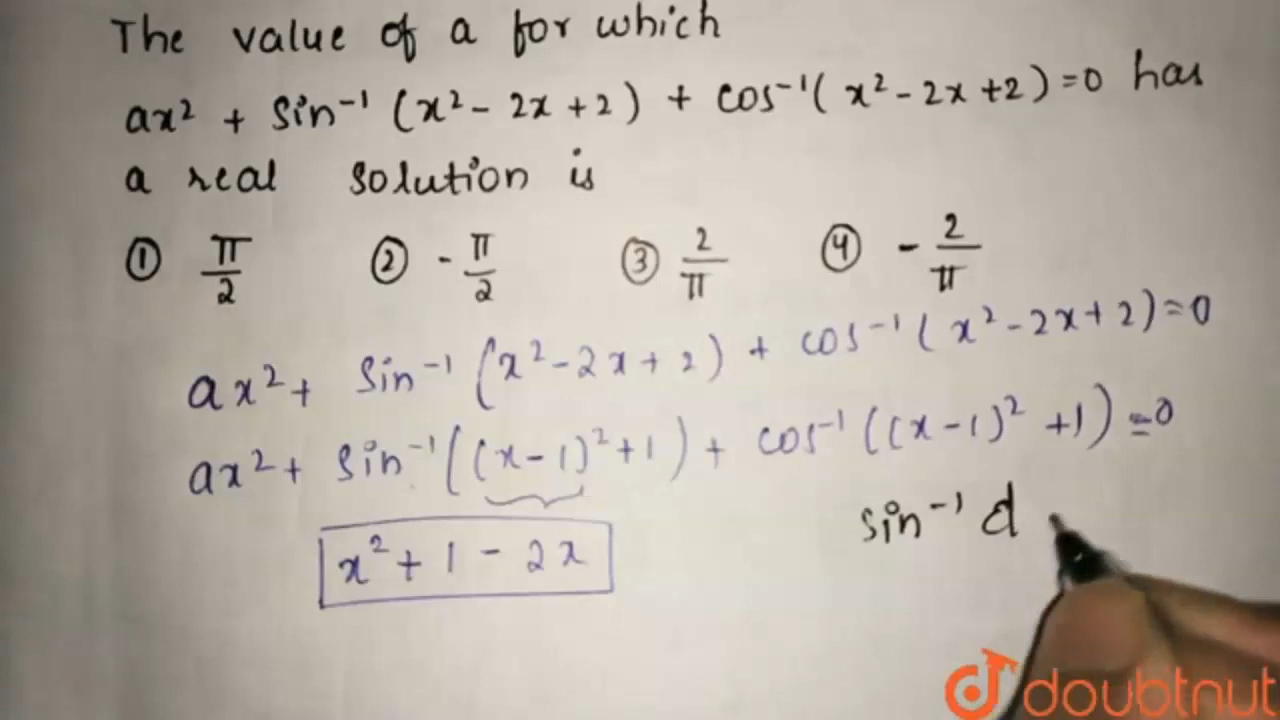 The value of a for which
ax² + sin⁻¹ (x² - 2x + 2) + cos⁻¹( x² - 2x + 2) = 0 has
a real solution is
① π/2 ② - π/2 ③ 2/π ④ - 2/π
ax² + sin⁻¹ (x² - 2x + 2) + cos⁻¹ ( x² - 2x + 2) = 0
ax² + sin⁻¹ ((x - 1)² + 1) + cos⁻¹ ((x - 1)² + 1) = 0
sin⁻¹ d
x² + 1 - 2x
doubtnut